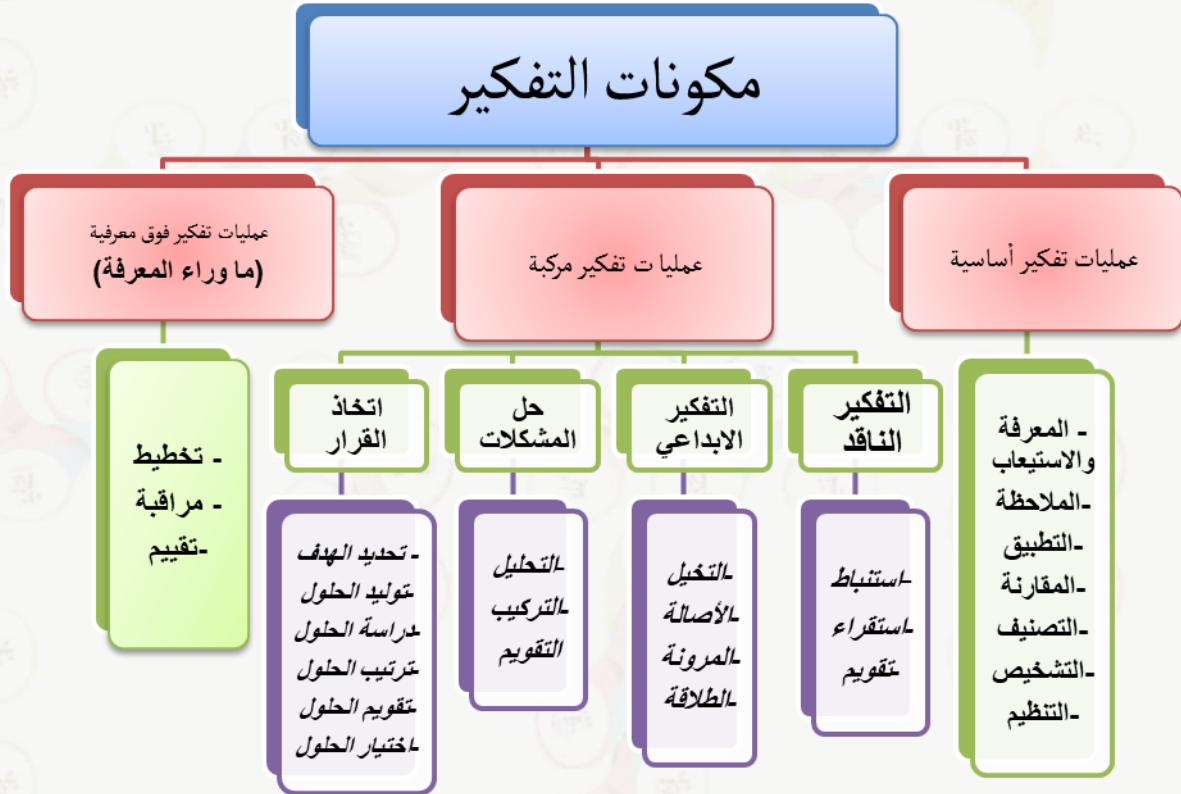 مكونات التفكير
عمليات تفكير أساسية
عمليا ت تفكير مركبة
عمليات تفكير فوق معرفية
(ما وراء المعرفة)
- المعرفة
والاستيعاب
-الملاحظة
-التطبيق
-المقارنة
-التصنيف
-التشخيص
-التنظيم
التفكير
الناقد
-استنباط
-استقراء
-تقويم
التفكير
الابداعي
-التخيل
-الأصالة
-المرونة
-الطلاقة
حل
المشكلات
-التحليل
-التركيب
التقويم
اتخاذ
القرار
- تحديد الهدف
-توليد الحلول
-دراسة الحلول
-ترتيب الحلول
-تقويم الحلول
-اختيار الحلول
- تخطيط
- مراقبة
-تقييم